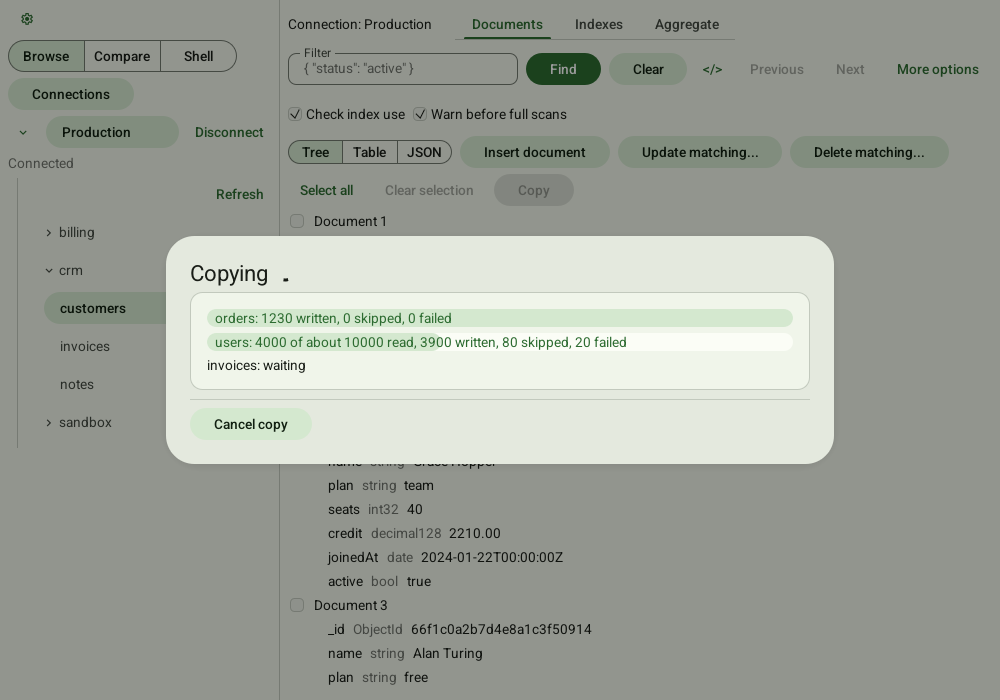 Connection: Production
Documents
Indexes
Aggregate
Browse
Compare
Shell
Filter
{ "status": "active" }
Find
Clear
</>
Previous
Next
More options
Connections
Check index use
Warn before full scans
Production
Disconnect
Connected
Tree
Table
JSON
Insert document
Update matching...
Delete matching...
Refresh
Select all
Clear selection
Copy
Document 1
billing
crm
customers
invoices
notes
sandbox
Copying
orders: 1230 written, 0 skipped, 0 failed
users: 4000 of about 10000 read, 3900 written, 80 skipped, 20 failed
invoices: waiting
Cancel copy
name string Grace Hopper
plan string team
seats int32 40
credit decimal128 2210.00
joinedAt date 2024-01-22T00:00:00Z
active bool true
Document 3
_id ObjectId 66f1c0a2b7d4e8a1c3f50914
name string Alan Turing
plan string free